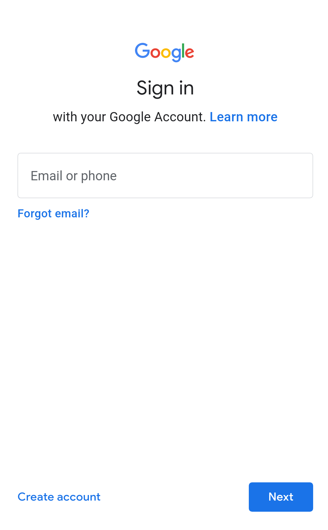 Google
Sign in
with your Google Account. Learn more
Email or phone
Forgot email?
Create account
Next